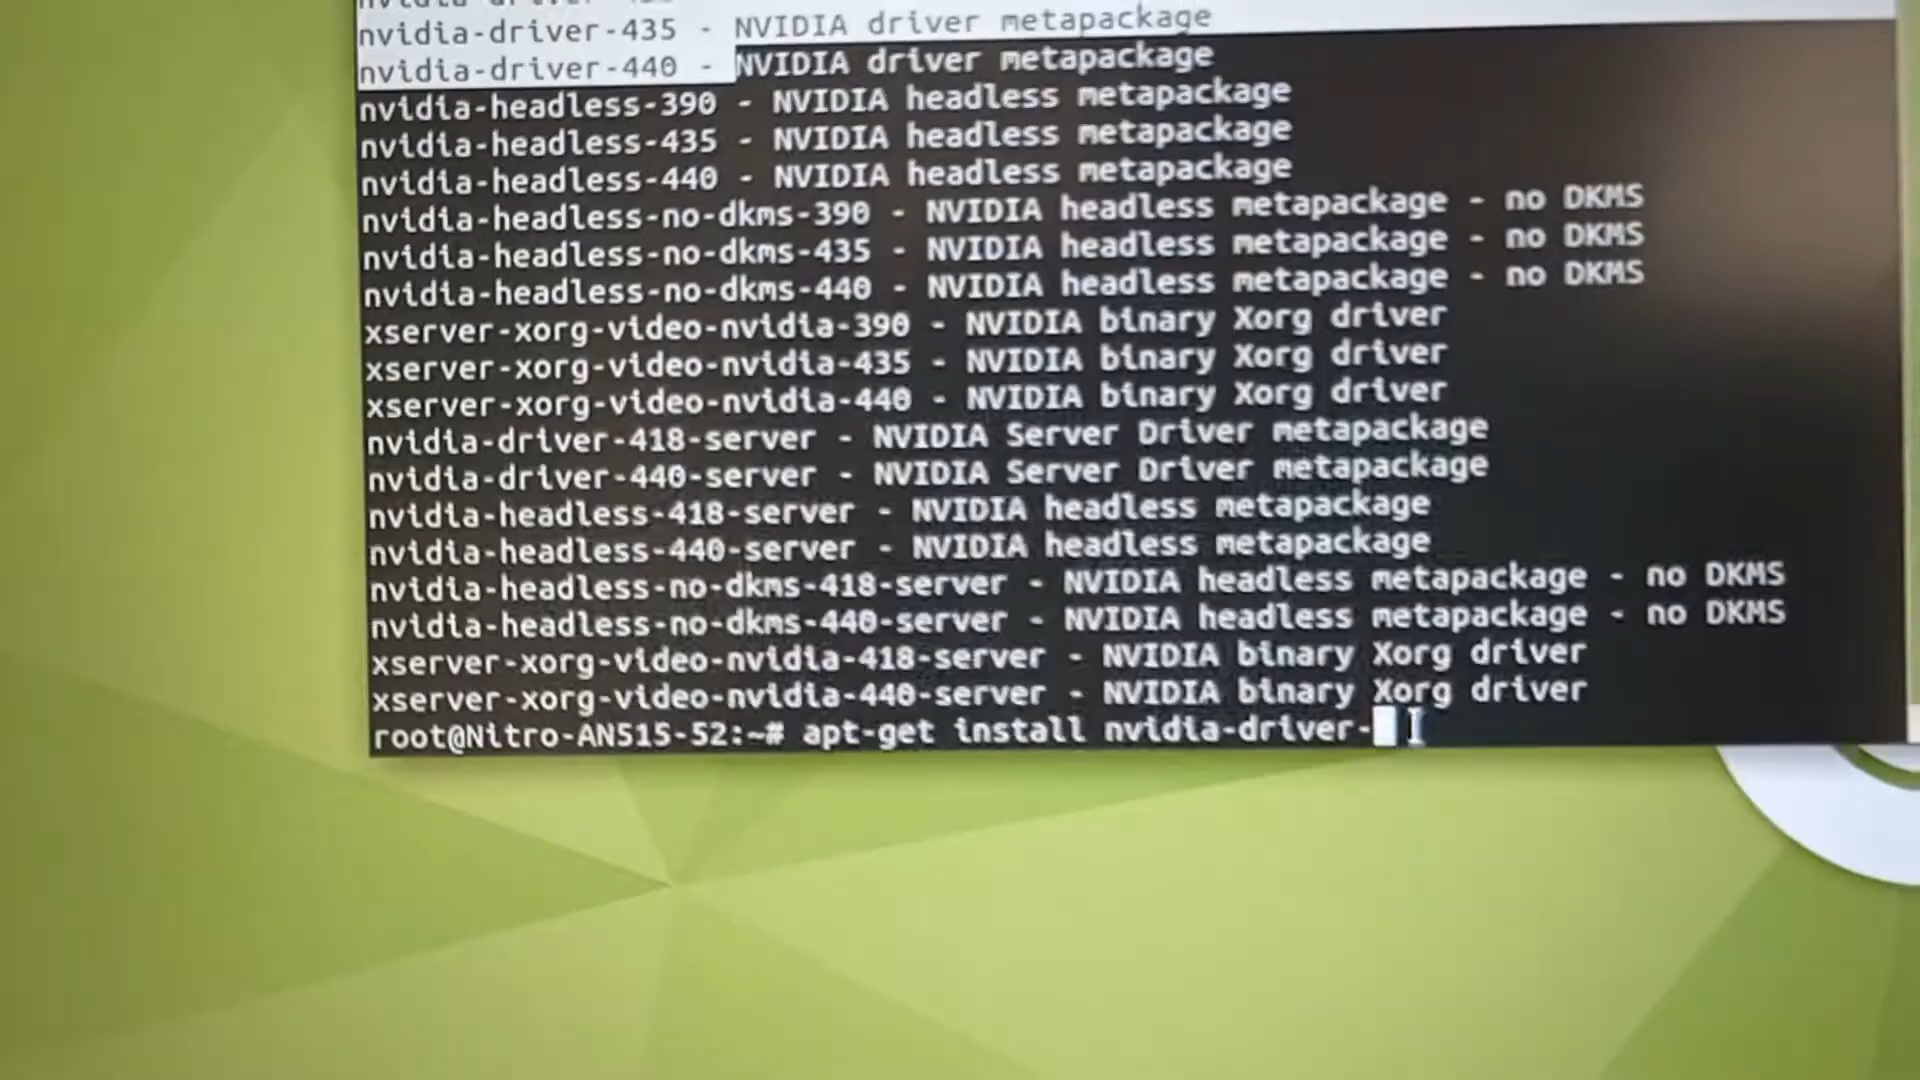 nvidia-driver-435 - NVIDIA driver metapackage
nvidia-driver-440 - NVIDIA driver metapackage
nvidia-headless-390 - NVIDIA headless metapackage
nvidia-headless-435 - NVIDIA headless metapackage
nvidia-headless-440 - NVIDIA headless metapackage
nvidia-headless-no-dkms-390 - NVIDIA headless metapackage - no DKMS
nvidia-headless-no-dkms-435 - NVIDIA headless metapackage - no DKMS
nvidia-headless-no-dkms-440 - NVIDIA headless metapackage - no DKMS
xserver-xorg-video-nvidia-390 - NVIDIA binary Xorg driver
xserver-xorg-video-nvidia-435 - NVIDIA binary Xorg driver
xserver-xorg-video-nvidia-440 - NVIDIA binary Xorg driver
nvidia-driver-418-server - NVIDIA Server Driver metapackage
nvidia-driver-440-server - NVIDIA Server Driver metapackage
nvidia-headless-418-server - NVIDIA headless metapackage
nvidia-headless-440-server - NVIDIA headless metapackage
nvidia-headless-no-dkms-418-server - NVIDIA headless metapackage - no DKMS
nvidia-headless-no-dkms-440-server - NVIDIA headless metapackage - no DKMS
xserver-xorg-video-nvidia-418-server - NVIDIA binary Xorg driver
xserver-xorg-video-nvidia-440-server - NVIDIA binary Xorg driver
root@Nitro-AN515-52:~# apt-get install nvidia-driver-